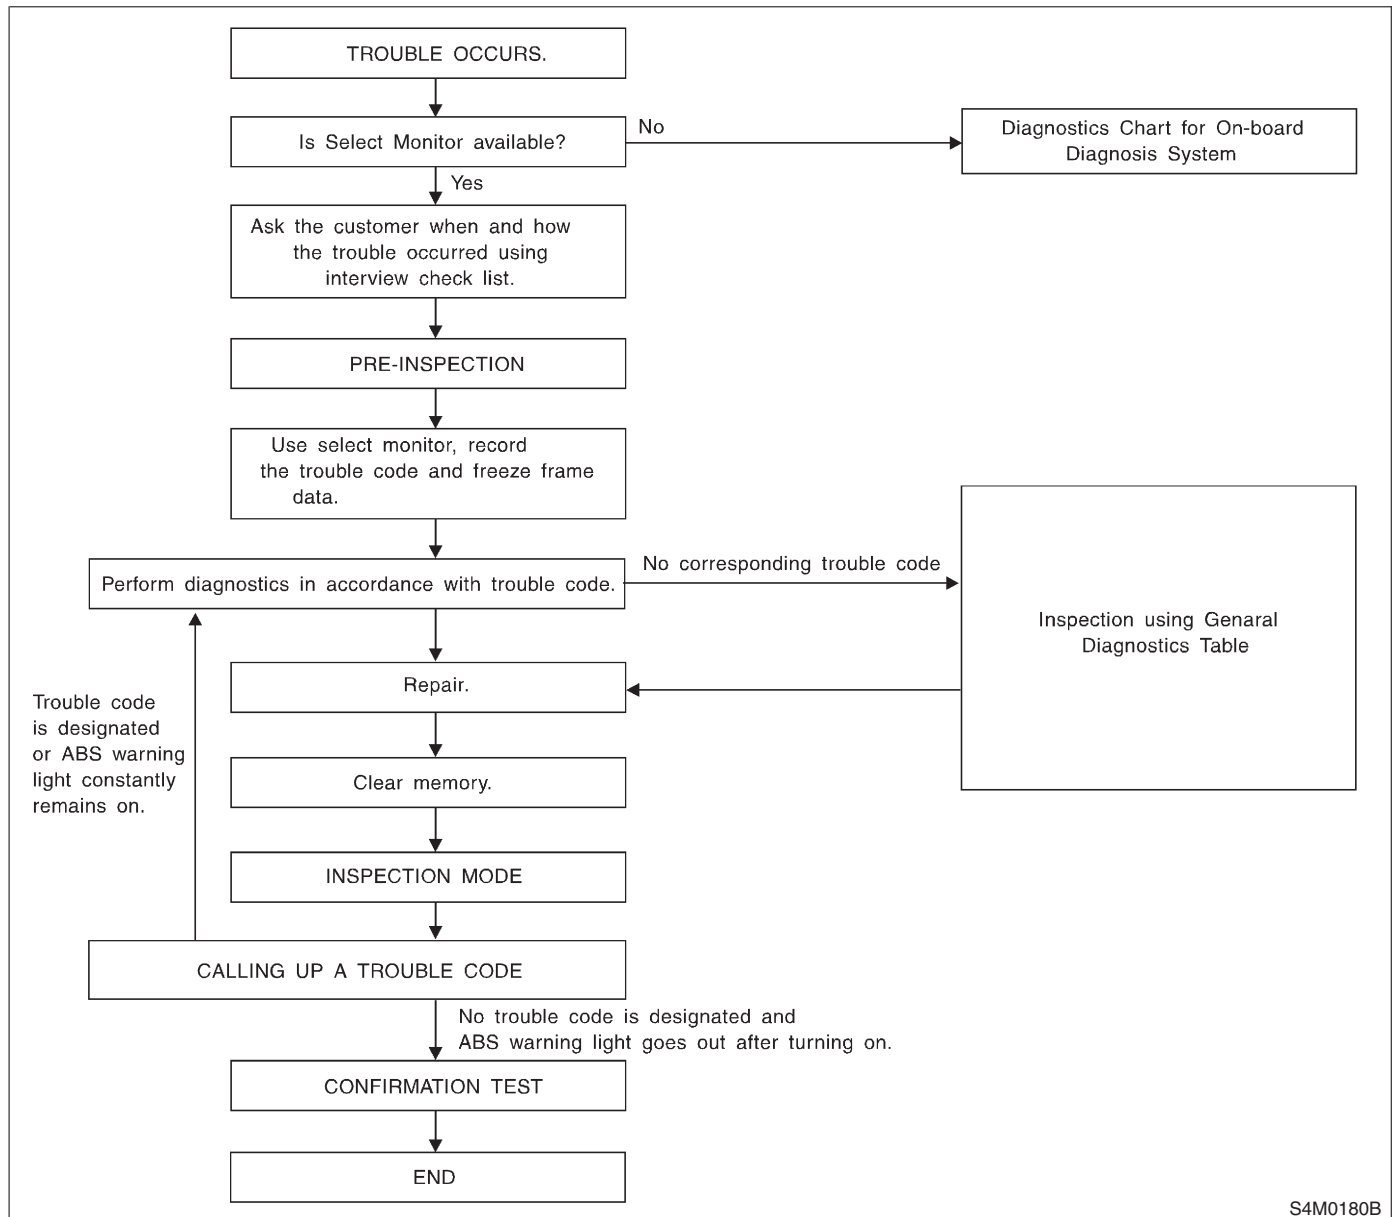 TROUBLE OCCURS.
Is Select Monitor available?
No
Diagnostics Chart for On-board
Diagnosis System
Yes
Ask the customer when and how
the trouble occurred using
interview check list.
PRE-INSPECTION
Use select monitor, record
the trouble code and freeze frame
data.
Perform diagnostics in accordance with trouble code.
No corresponding trouble code
Inspection using Genaral
Diagnostics Table
Repair.
Trouble code
is designated
or ABS warning
light constantly
remains on.
Clear memory.
INSPECTION MODE
CALLING UP A TROUBLE CODE
No trouble code is designated and
ABS warning light goes out after turning on.
CONFIRMATION TEST
END
S4M0180B